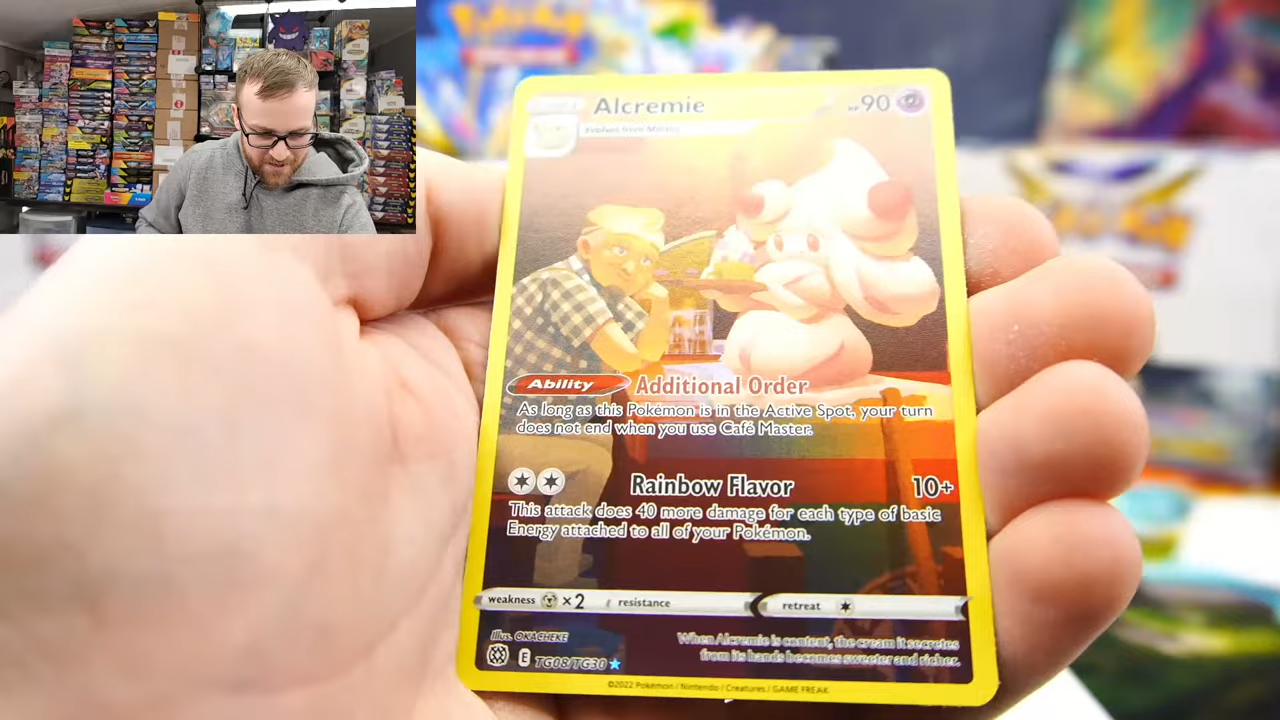 Alcremie
HP 90
Evolves from Milcery
Ability Additional Order
As long as this Pokémon is in the Active Spot, your turn
does not end when you use Café Master.
Rainbow Flavor 10+
This attack does 40 more damage for each type of basic
Energy attached to all of your Pokémon.
weakness ×2 resistance retreat
Illus. OKACHEKE
When Alcremie is content, the cream it secretes
from its hands becomes sweeter and richer.
E TG08/TG30
©2022 Pokémon / Nintendo / Creatures / GAME FREAK